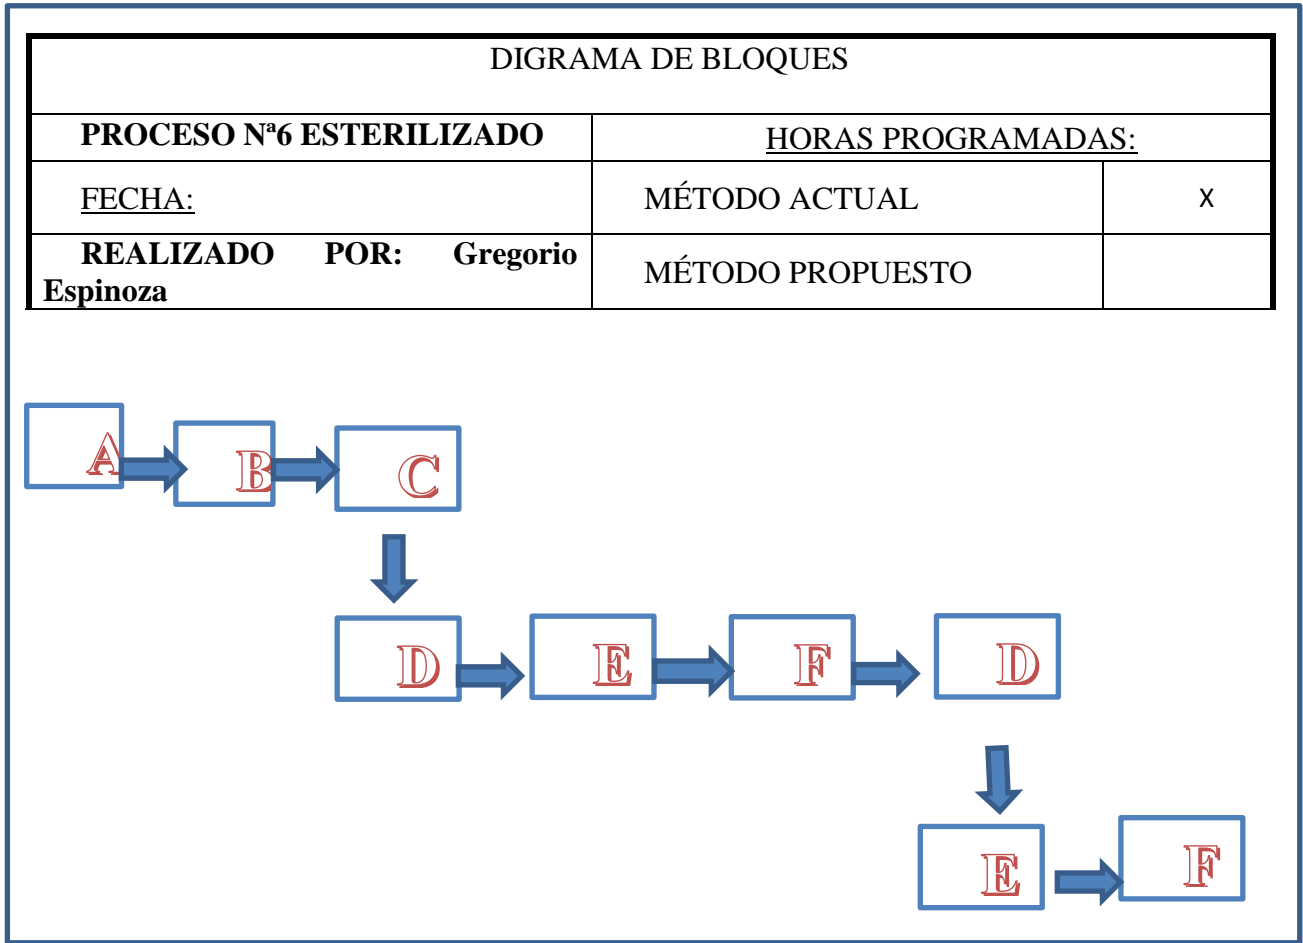 DIGRAMA DE BLOQUES
PROCESO Nª6 ESTERILIZADO
HORAS PROGRAMADAS:
FECHA:
MÉTODO ACTUAL
X
REALIZADO POR: Gregorio
Espinoza
MÉTODO PROPUESTO
A
B
C
D
E
F
D
E
F